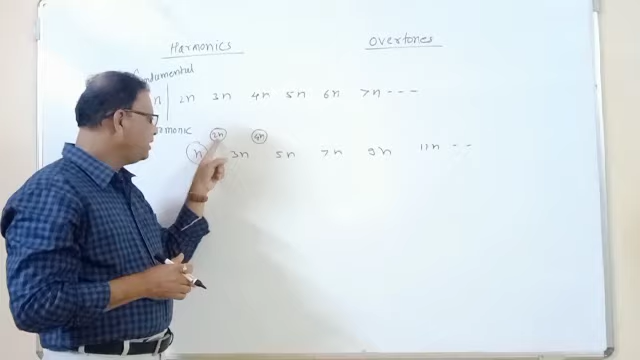 Harmonics Overtones
Fundamental
n 2n 3n 4n 5n 6n 7n - - -
2n 4n
n 3n 5n 7n 9n 11n - -